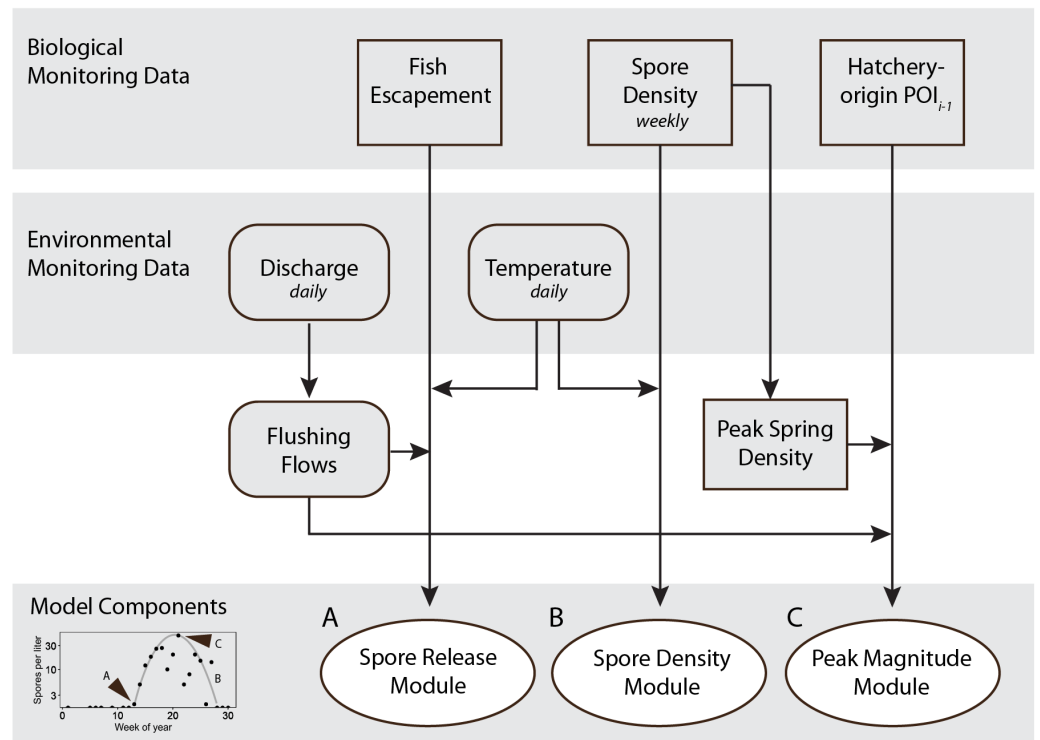 Biological
Monitoring Data
Fish
Escapement
Spore
Density
weekly
Hatchery-
origin POIi-1
Environmental
Monitoring Data
Discharge
daily
Temperature
daily
Flushing
Flows
Peak Spring
Density
Model Components
Spores per liter
30
10
3
A
C
B
0
10
20
30
Week of year
A
Spore Release
Module
B
Spore Density
Module
C
Peak Magnitude
Module